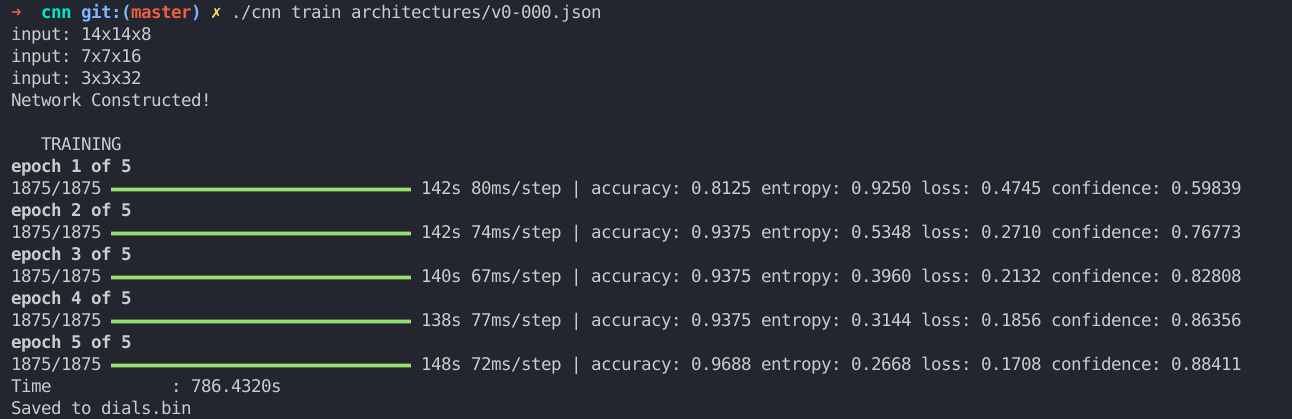 → cnn git:(master) ✗ ./cnn train architectures/v0-000.json
input: 14x14x8
input: 7x7x16
input: 3x3x32
Network Constructed!
TRAINING
epoch 1 of 5
1875/1875 142s 80ms/step | accuracy: 0.8125 entropy: 0.9250 loss: 0.4745 confidence: 0.59839
epoch 2 of 5
1875/1875 142s 74ms/step | accuracy: 0.9375 entropy: 0.5348 loss: 0.2710 confidence: 0.76773
epoch 3 of 5
1875/1875 140s 67ms/step | accuracy: 0.9375 entropy: 0.3960 loss: 0.2132 confidence: 0.82808
epoch 4 of 5
1875/1875 138s 77ms/step | accuracy: 0.9375 entropy: 0.3144 loss: 0.1856 confidence: 0.86356
epoch 5 of 5
1875/1875 148s 72ms/step | accuracy: 0.9688 entropy: 0.2668 loss: 0.1708 confidence: 0.88411
Time : 786.4320s
Saved to dials.bin